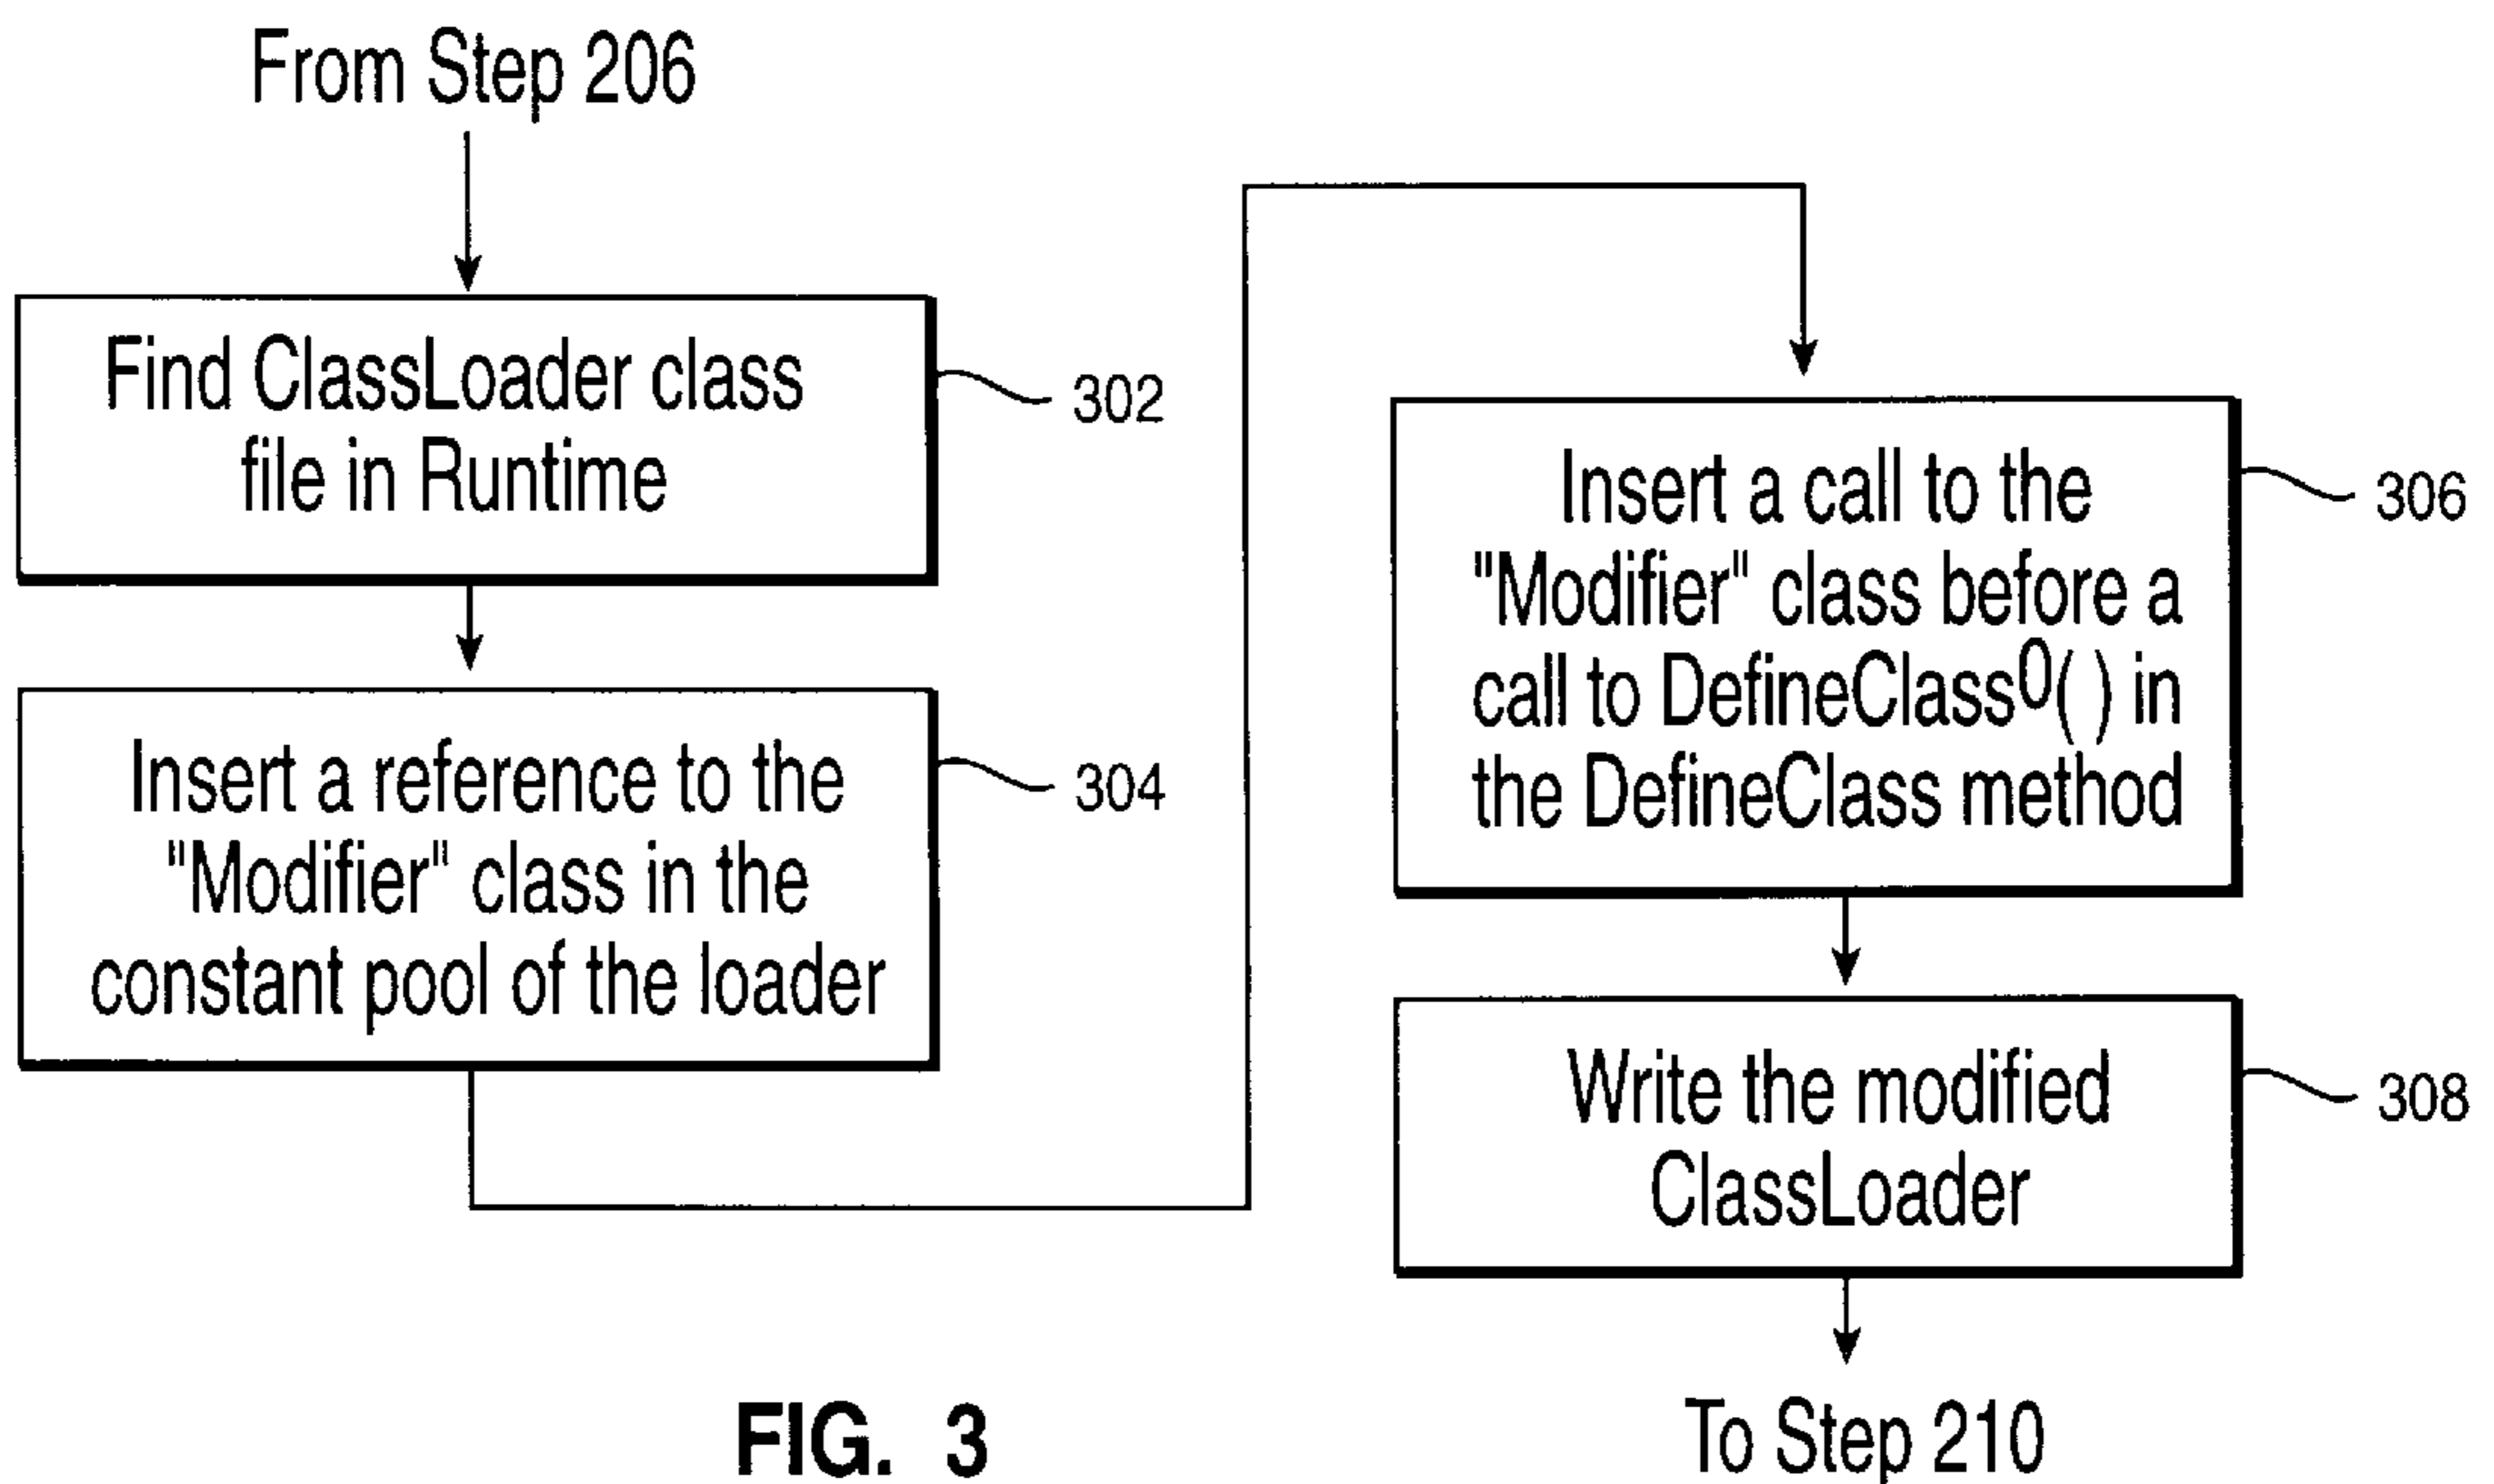 From Step 206
Find ClassLoader class
file in Runtime
302
Insert a reference to the
"Modifier" class in the
constant pool of the loader
304
Insert a call to the
"Modifier" class before a
call to DefineClass⁰( ) in
the DefineClass method
306
Write the modified
ClassLoader
308
To Step 210
FIG. 3